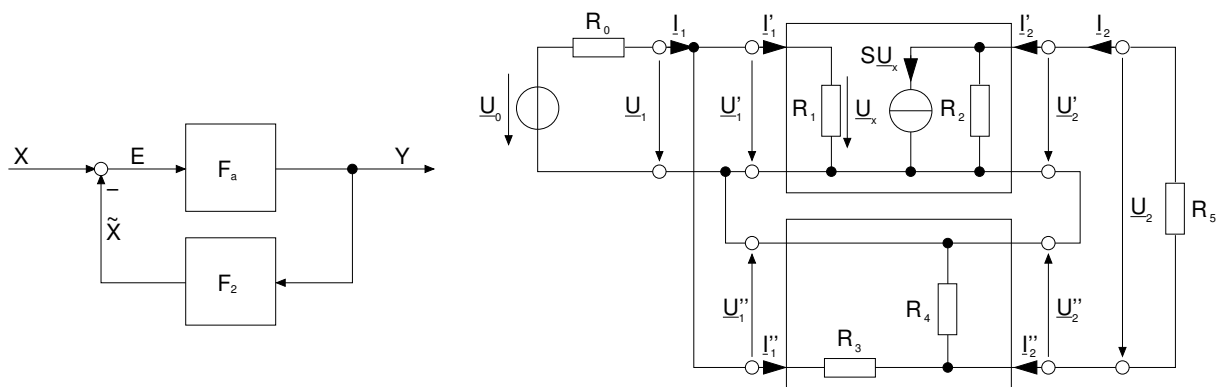 X E F_a Y
– X̃ F_2
R_0 I_1 I'_1 I'_2 I_2
U_0 U_1 U'_1 R_1 U_x SU_x R_2 U'_2
U_2 R_5
U''_1 R_4 U''_2
I''_1 R_3 I''_2